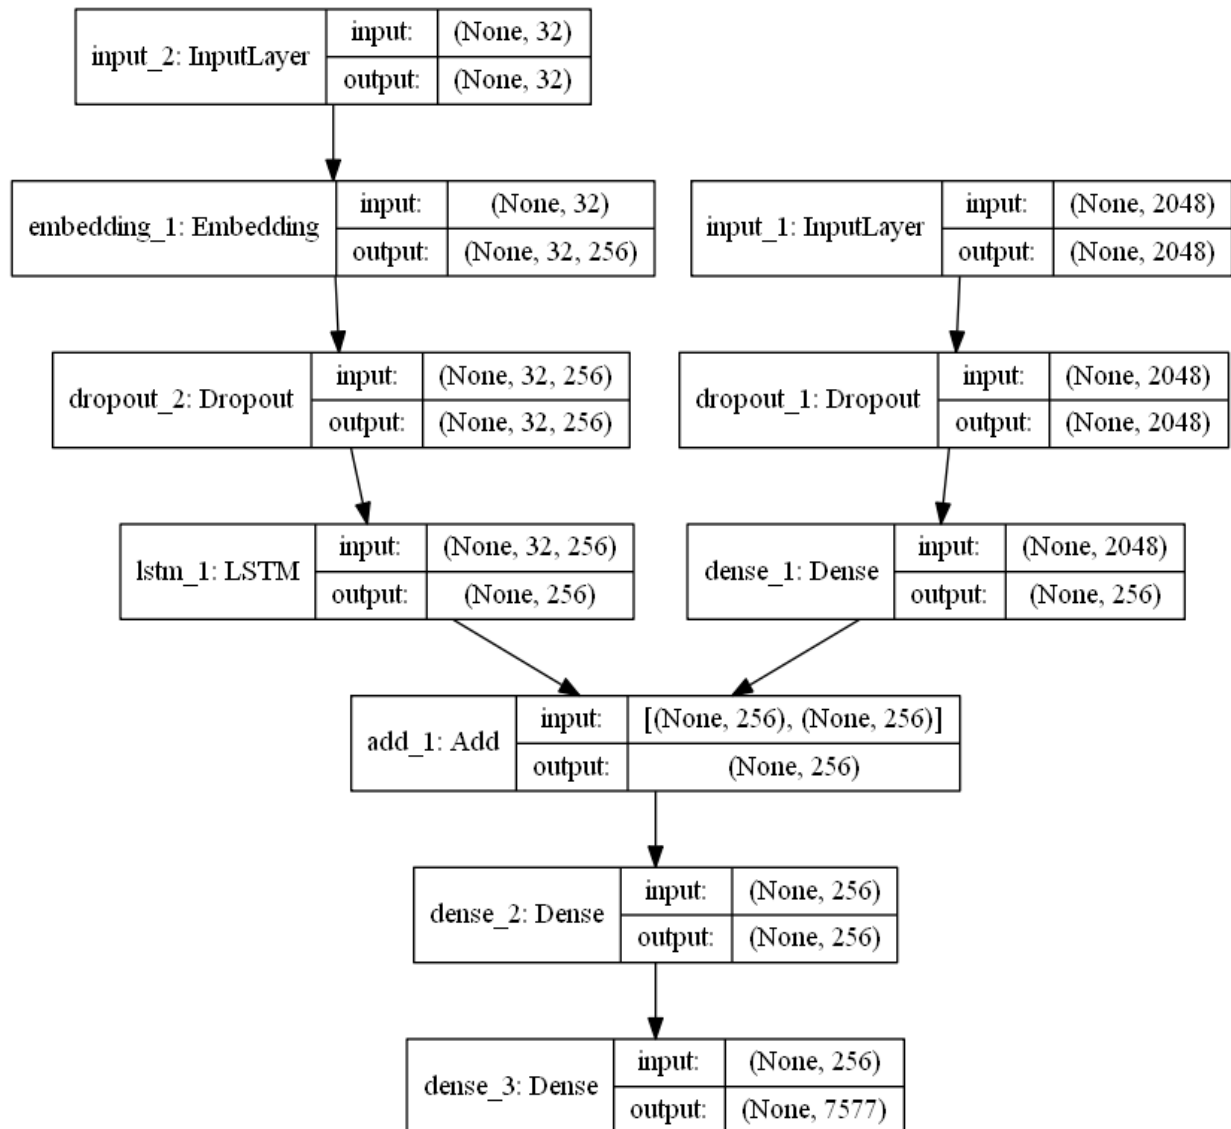 input_2: InputLayer
input: (None, 32)
output: (None, 32)
embedding_1: Embedding
input: (None, 32)
output: (None, 32, 256)
input_1: InputLayer
input: (None, 2048)
output: (None, 2048)
dropout_2: Dropout
input: (None, 32, 256)
output: (None, 32, 256)
dropout_1: Dropout
input: (None, 2048)
output: (None, 2048)
lstm_1: LSTM
input: (None, 32, 256)
output: (None, 256)
dense_1: Dense
input: (None, 2048)
output: (None, 256)
add_1: Add
input: [(None, 256), (None, 256)]
output: (None, 256)
dense_2: Dense
input: (None, 256)
output: (None, 256)
dense_3: Dense
input: (None, 256)
output: (None, 7577)